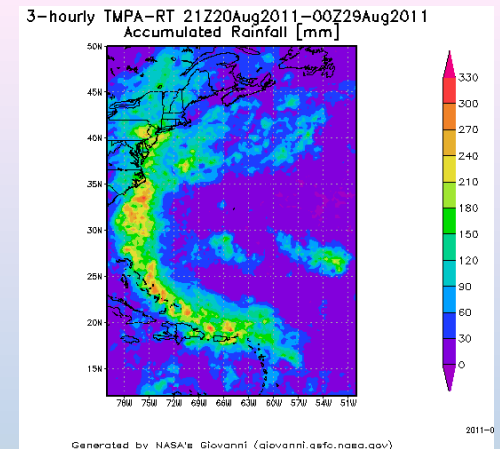 3-hourly TMPA-RT 21Z20Aug2011-00Z29Aug2011
Accumulated Rainfall [mm]
50N
45N
40N
35N
30N
25N
20N
15N
78W 75W 72W 69W 66W 63W 60W 57W 54W 51W
330
300
270
240
210
180
150
120
90
60
30
0
2011-0
Generated by NASA's Giovanni (giovanni.gsfc.nasa.gov)